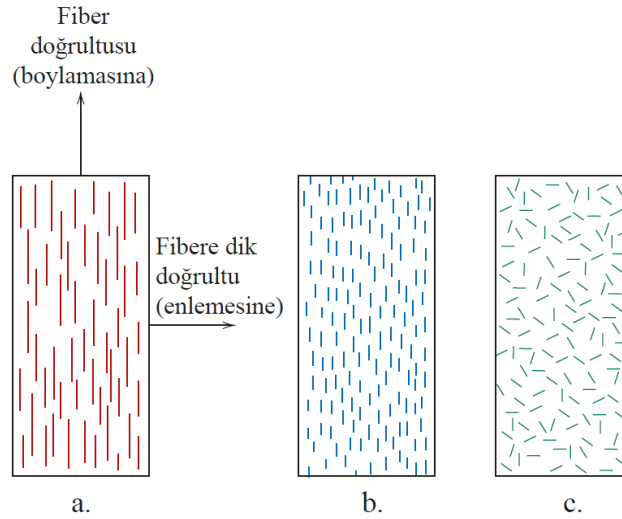 Fiber
doğrultusu
(boylamasına)
Fibere dik
doğrultu
(enlemesine)
a.
b.
c.